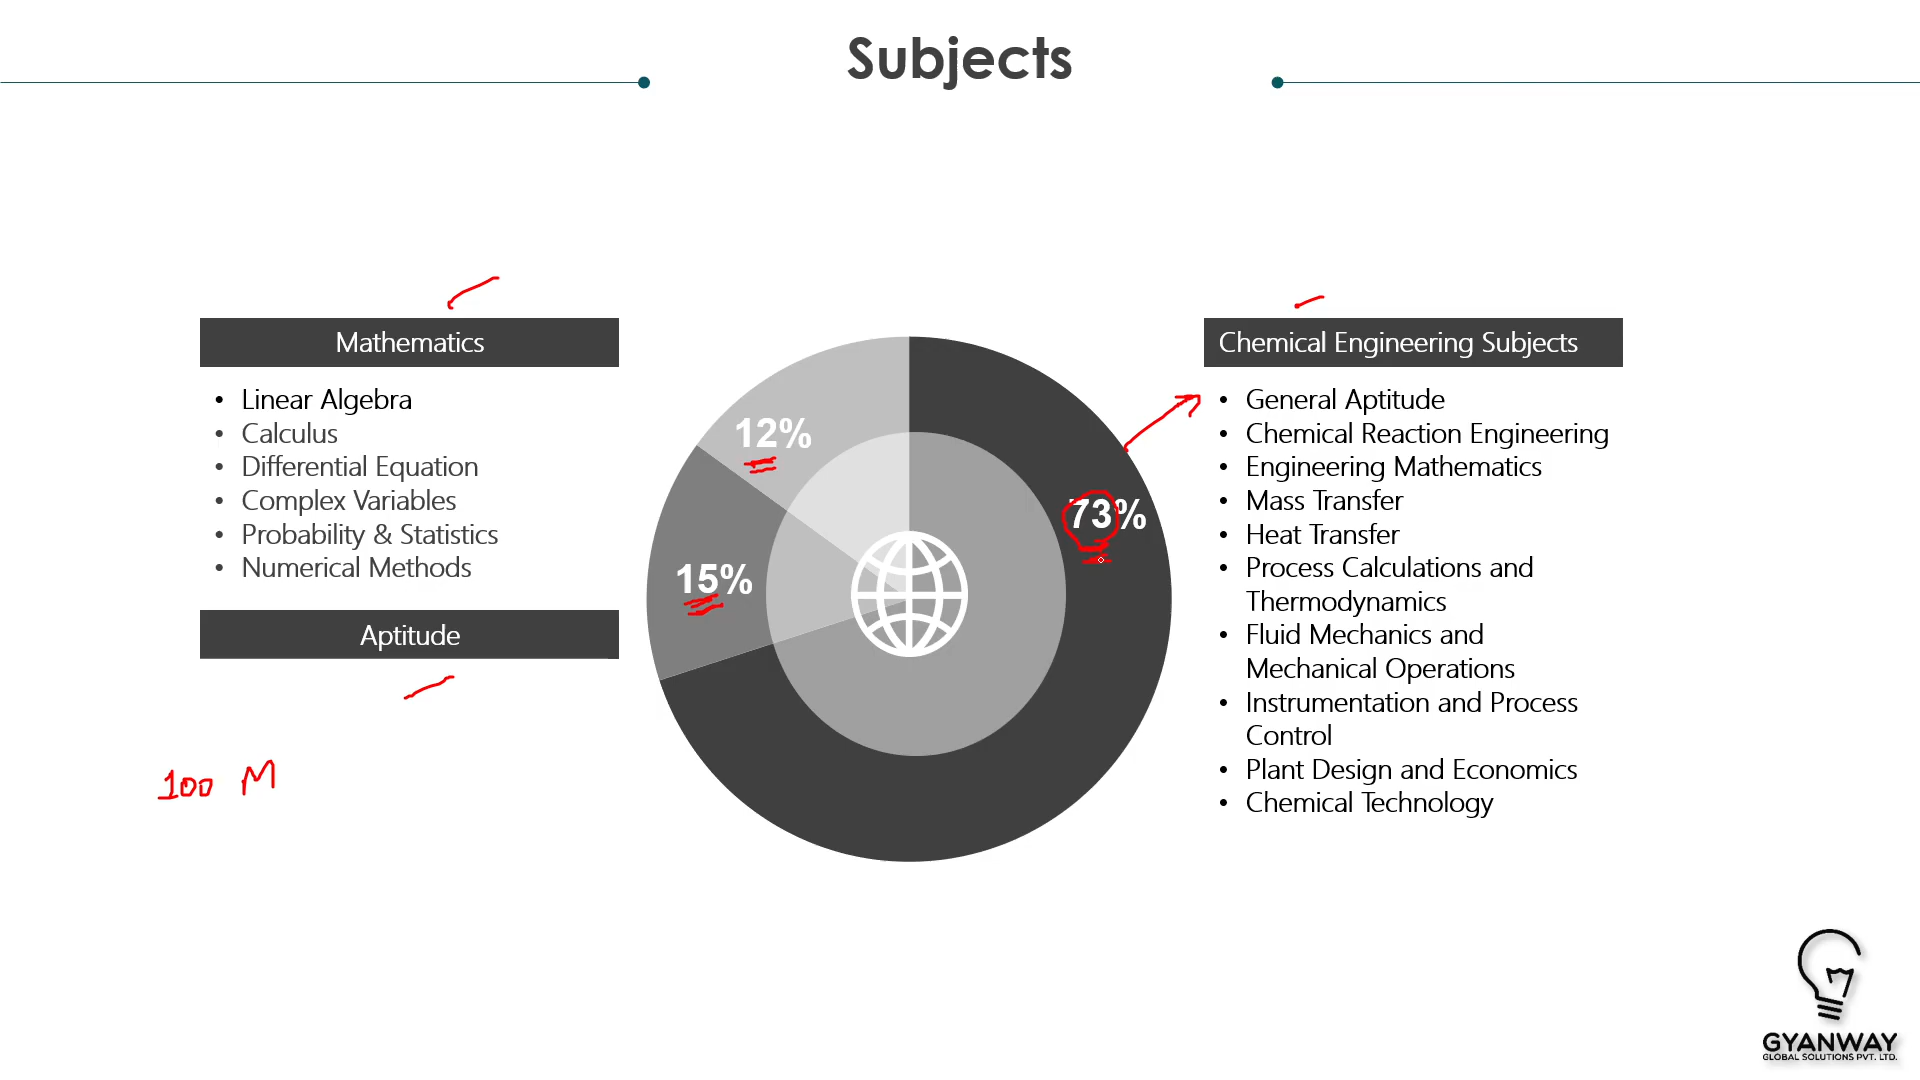 Subjects
Mathematics
• Linear Algebra
• Calculus
• Differential Equation
• Complex Variables
• Probability & Statistics
• Numerical Methods
Aptitude
100 M
12%
15%
73%
Chemical Engineering Subjects
• General Aptitude
• Chemical Reaction Engineering
• Engineering Mathematics
• Mass Transfer
• Heat Transfer
• Process Calculations and
Thermodynamics
• Fluid Mechanics and
Mechanical Operations
• Instrumentation and Process
Control
• Plant Design and Economics
• Chemical Technology
GYANWAY
GLOBAL SOLUTIONS PVT. LTD.